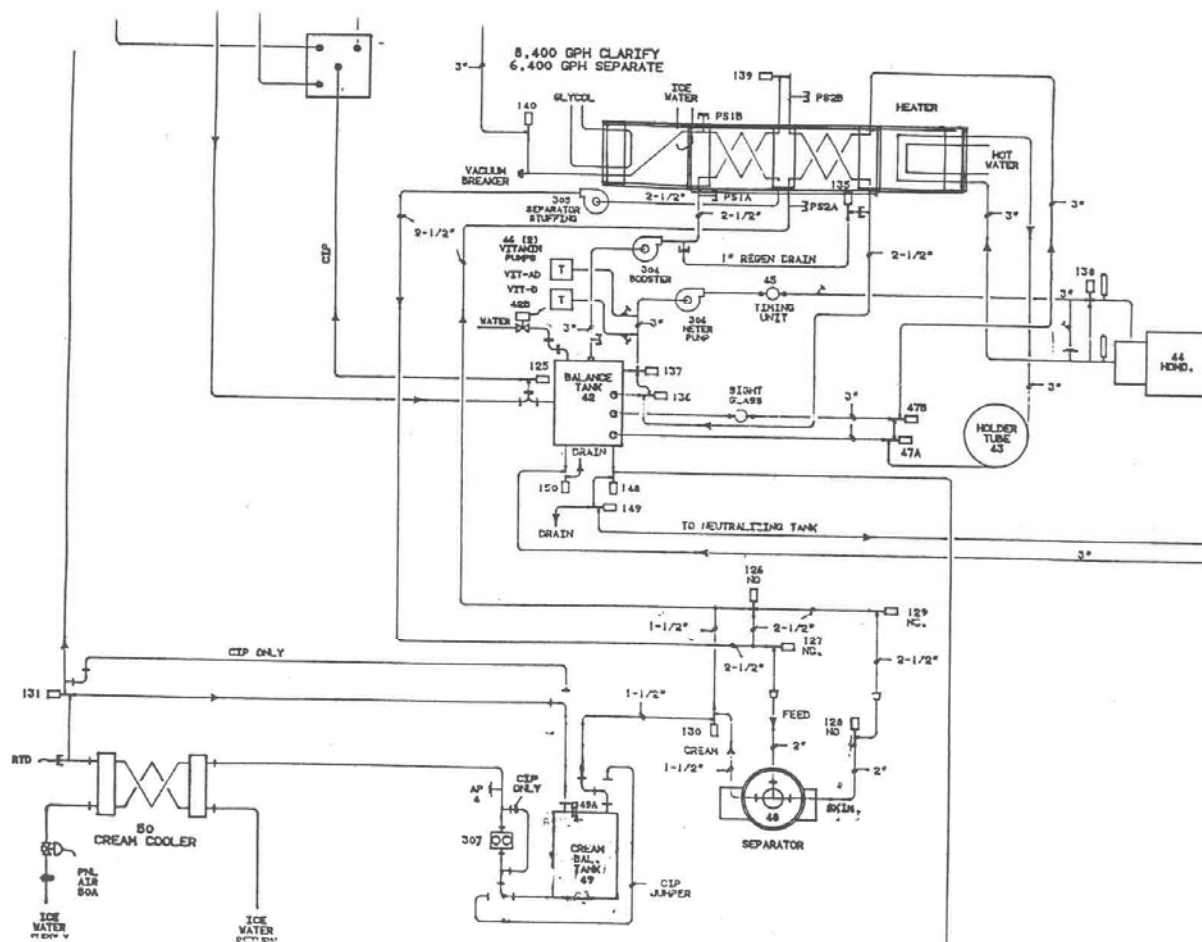 8,400 GPH CLARIFY
6,400 GPH SEPARATE
3"
139
PS2B
ICE
WATER
GLYCOL
HEATER
140
PS1B
HOT
WATER
VACUUM
BREAKER
135
2-1/2"
PS1A
PS2A
SEPARATOR
STUFFING
2-1/2"
2-1/2"
3"
3"
CIP
VITAMIN
PUMPS
1" REGEN DRAIN
2-1/2"
VIT-AD
T
304
BOOSTER
45
138
VIT-D
T
3"
42B
306
METER
PUMP
TIMING
UNIT
WATER
3"
3"
44
HOMO.
125
BALANCE
TANK
42
137
136
SIGHT
GLASS
3"
3"
47B
47A
HOLDER
TUBE
43
DRAIN
150
148
149
DRAIN
TO NEUTRALIZING TANK
3"
126
NO
129
NC.
1-1/2"
2-1/2"
127
NC.
CIP ONLY
2-1/2"
2-1/2"
131
1-1/2"
FEED
130
128
NO
CREAM
RTD
1-1/2"
2"
2"
AP
4
CIP
ONLY
49A
SKIM
48
50
CREAM COOLER
307
CREAM
BAL.
TANK
49
SEPARATOR
PNL
AIR
50A
CIP
JUMPER
ICE
WATER
ICE
WATER
RETURN